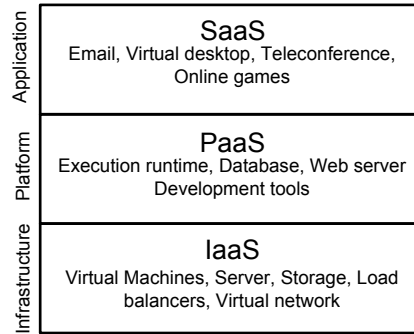 Application
SaaS
Email, Virtual desktop, Teleconference,
Online games
Platform
PaaS
Execution runtime, Database, Web server
Development tools
Infrastructure
IaaS
Virtual Machines, Server, Storage, Load
balancers, Virtual network